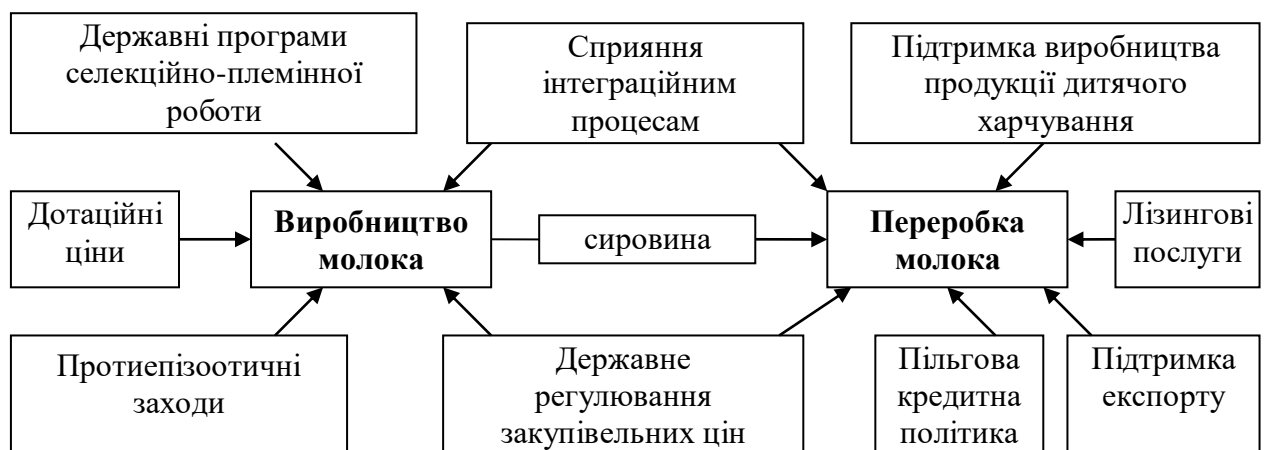 Державні програми
селекційно-племінної
роботи
Сприяння
інтеграційним
процесам
Підтримка виробництва
продукції дитячого
харчування
Дотаційні
ціни
Виробництво
молока
сировина
Переробка
молока
Лізингові
послуги
Протиепізоотичні
заходи
Державне
регулювання
закупівельних цін
Пільгова
кредитна
політика
Підтримка
експорту